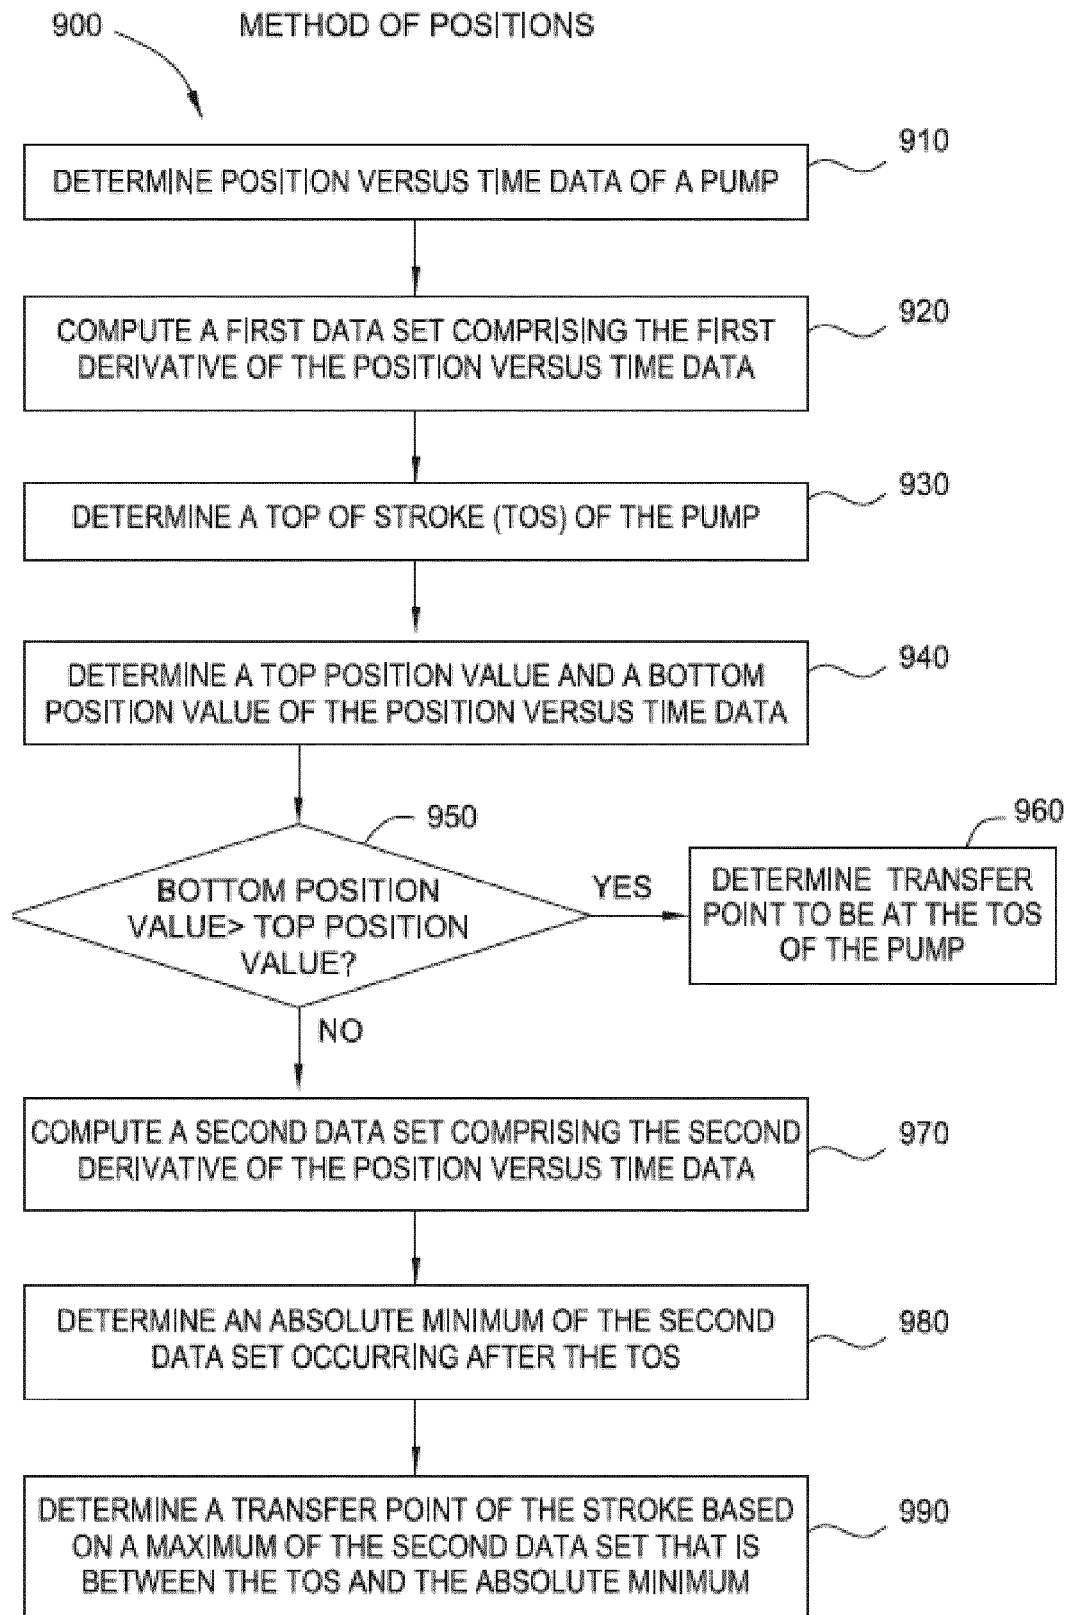 900 METHOD OF POSITIONS
910
DETERMINE POSITION VERSUS TIME DATA OF A PUMP
920
COMPUTE A FIRST DATA SET COMPRISING THE FIRST
DERIVATIVE OF THE POSITION VERSUS TIME DATA
930
DETERMINE A TOP OF STROKE (TOS) OF THE PUMP
940
DETERMINE A TOP POSITION VALUE AND A BOTTOM
POSITION VALUE OF THE POSITION VERSUS TIME DATA
950
BOTTOM POSITION
VALUE> TOP POSITION
VALUE?
YES
960
DETERMINE TRANSFER
POINT TO BE AT THE TOS
OF THE PUMP
NO
970
COMPUTE A SECOND DATA SET COMPRISING THE SECOND
DERIVATIVE OF THE POSITION VERSUS TIME DATA
980
DETERMINE AN ABSOLUTE MINIMUM OF THE SECOND
DATA SET OCCURRING AFTER THE TOS
990
DETERMINE A TRANSFER POINT OF THE STROKE BASED
ON A MAXIMUM OF THE SECOND DATA SET THAT IS
BETWEEN THE TOS AND THE ABSOLUTE MINIMUM